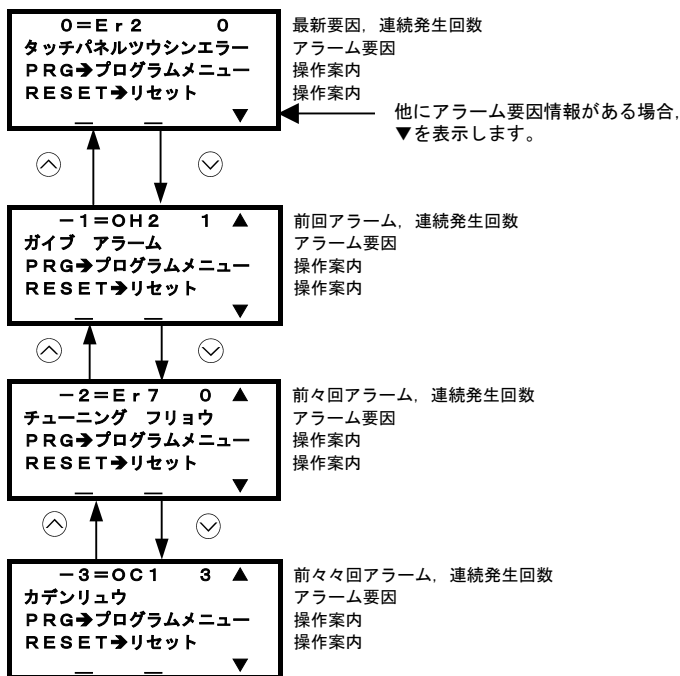 0=Er2 0
タッチパネルツウシンエラー
PRG➔プログラムメニュー
RESET➔リセット
▼
最新要因，連続発生回数
アラーム要因
操作案内
操作案内
他にアラーム要因情報がある場合，
▼を表示します。
－1=OH2 1 ▲
ガイブ アラーム
PRG➔プログラムメニュー
RESET➔リセット
▼
前回アラーム，連続発生回数
アラーム要因
操作案内
操作案内
－2=Er7 0 ▲
チューニング フリョウ
PRG➔プログラムメニュー
RESET➔リセット
▼
前々回アラーム，連続発生回数
アラーム要因
操作案内
操作案内
－3=OC1 3 ▲
カデンリュウ
PRG➔プログラムメニュー
RESET➔リセット
▼
前々々回アラーム，連続発生回数
アラーム要因
操作案内
操作案内